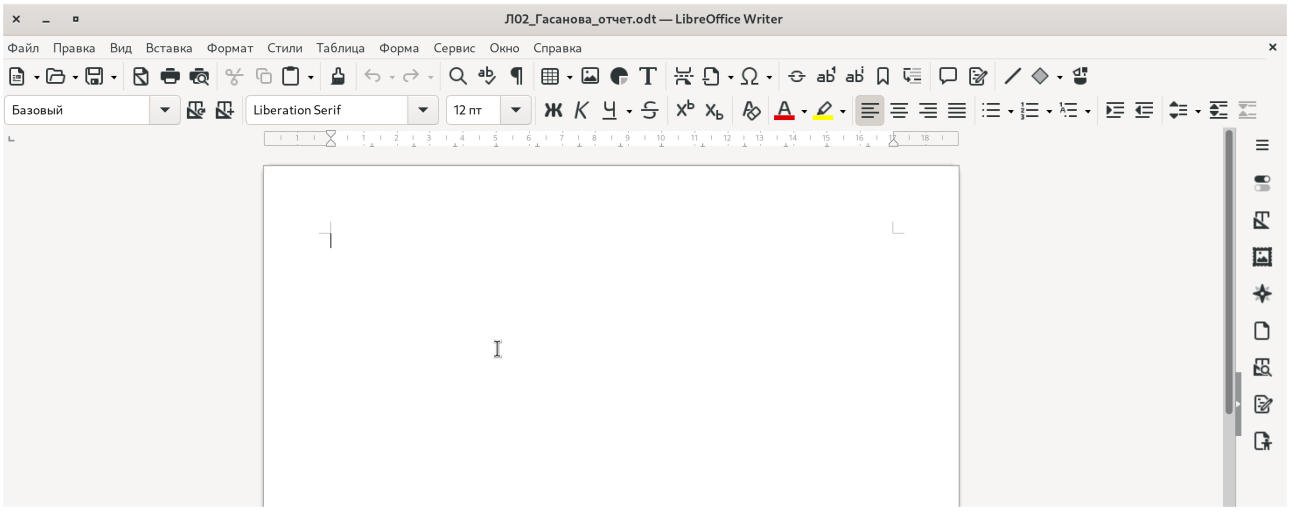 Л02_Гасанова_отчет.odt — LibreOffice Writer
Файл Правка Вид Вставка Формат Стили Таблица Форма Сервис Окно Справка
Базовый Liberation Serif 12 пт Ж К Ч
1 1 2 3 4 5 6 7 8 9 10 11 12 13 14 15 16 17 18